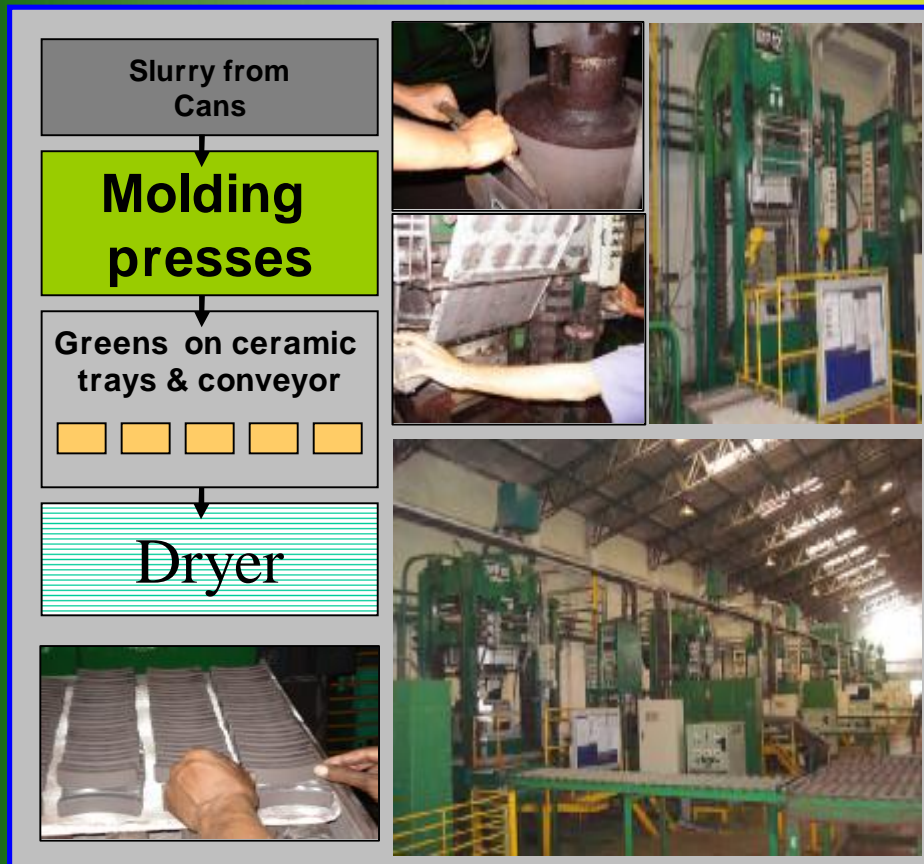 Slurry from
Cans
Molding
presses
Greens on ceramic
trays & conveyor
Dryer